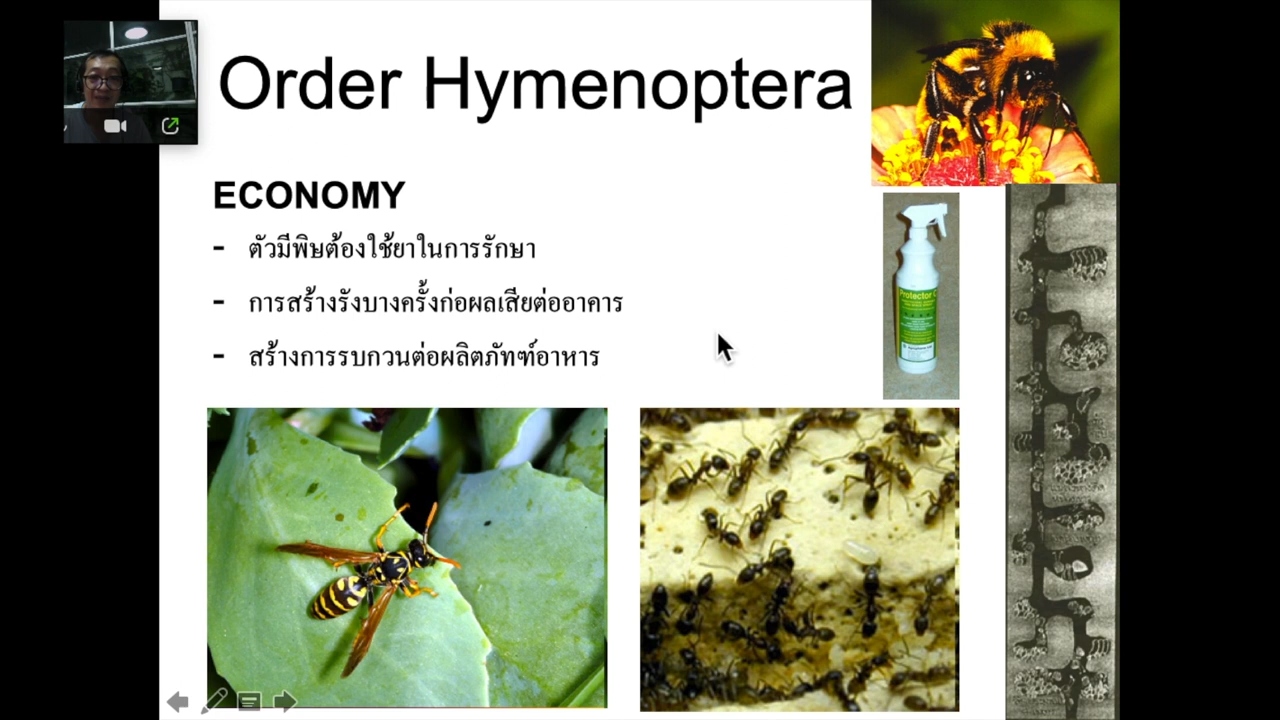 Order Hymenoptera
ECONOMY
- ตัวมีพิษต้องใช้ยาในการรักษา
- การสร้างรังบางครั้งก่อผลเสียต่ออาคาร
- สร้างการรบกวนต่อผลิตภัทฑ์อาหาร
Protector